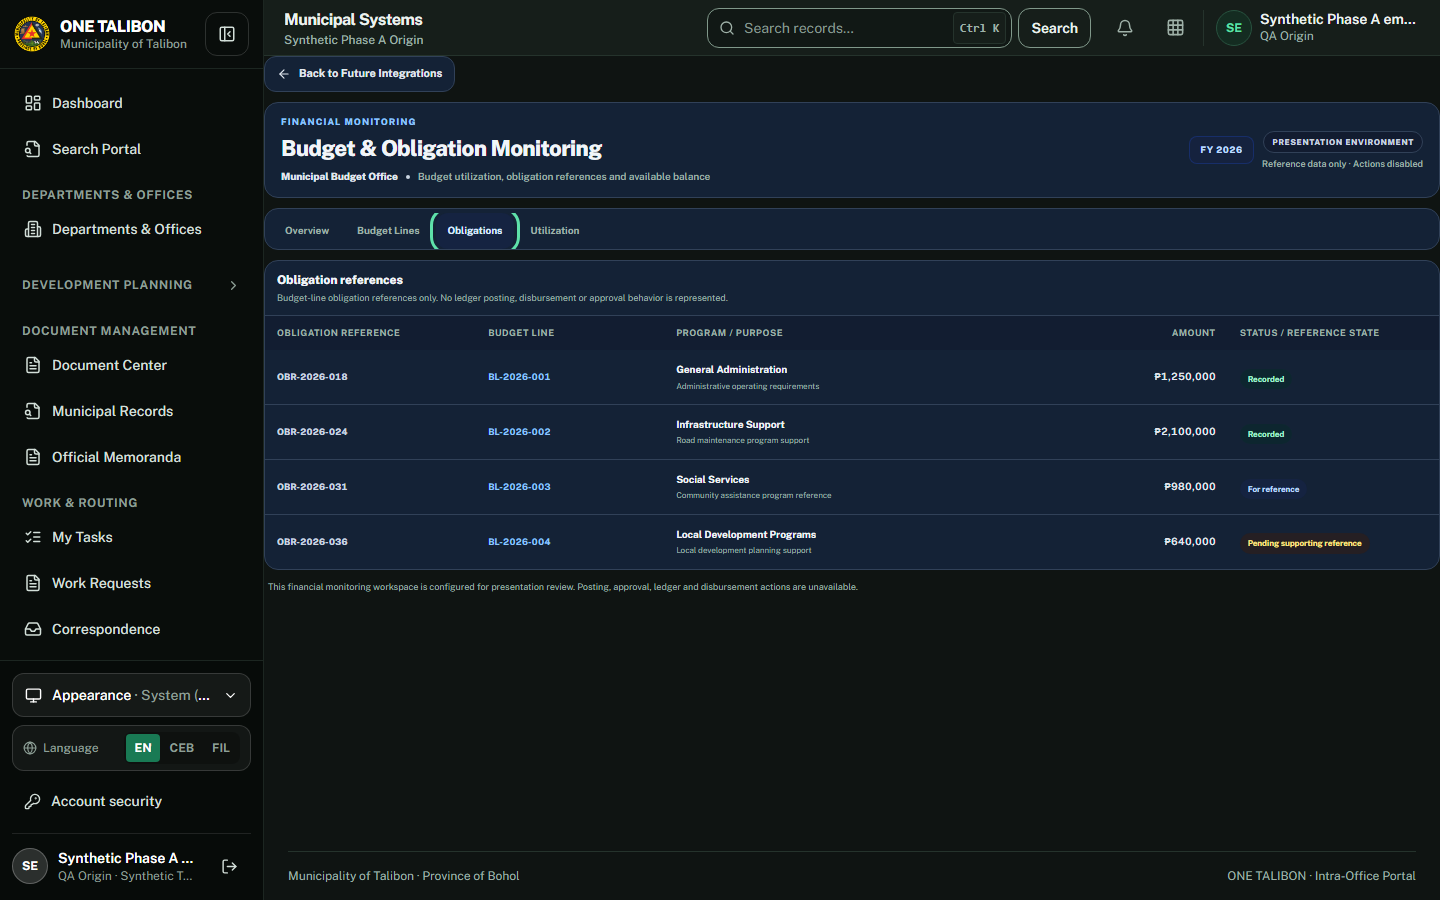 ONE TALIBON
Municipality of Talibon
Dashboard
Search Portal
DEPARTMENTS & OFFICES
Departments & Offices
DEVELOPMENT PLANNING
DOCUMENT MANAGEMENT
Document Center
Municipal Records
Official Memoranda
WORK & ROUTING
My Tasks
Work Requests
Correspondence
Appearance · System (...
Language EN CEB FIL
Account security
SE Synthetic Phase A ...
QA Origin · Synthetic T...
Municipal Systems
Synthetic Phase A Origin
Search records... Ctrl K Search
SE Synthetic Phase A em...
QA Origin
Back to Future Integrations
FINANCIAL MONITORING
Budget & Obligation Monitoring
Municipal Budget Office • Budget utilization, obligation references and available balance
FY 2026
PRESENTATION ENVIRONMENT
Reference data only · Actions disabled
Overview Budget Lines Obligations Utilization
Obligation references
Budget-line obligation references only. No ledger posting, disbursement or approval behavior is represented.
OBLIGATION REFERENCE BUDGET LINE PROGRAM / PURPOSE AMOUNT STATUS / REFERENCE STATE
OBR-2026-018 BL-2026-001 General Administration ₱1,250,000 Recorded
Administrative operating requirements
OBR-2026-024 BL-2026-002 Infrastructure Support ₱2,100,000 Recorded
Road maintenance program support
OBR-2026-031 BL-2026-003 Social Services ₱980,000 For reference
Community assistance program reference
OBR-2026-036 BL-2026-004 Local Development Programs ₱640,000 Pending supporting reference
Local development planning support
This financial monitoring workspace is configured for presentation review. Posting, approval, ledger and disbursement actions are unavailable.
Municipality of Talibon · Province of Bohol
ONE TALIBON · Intra-Office Portal